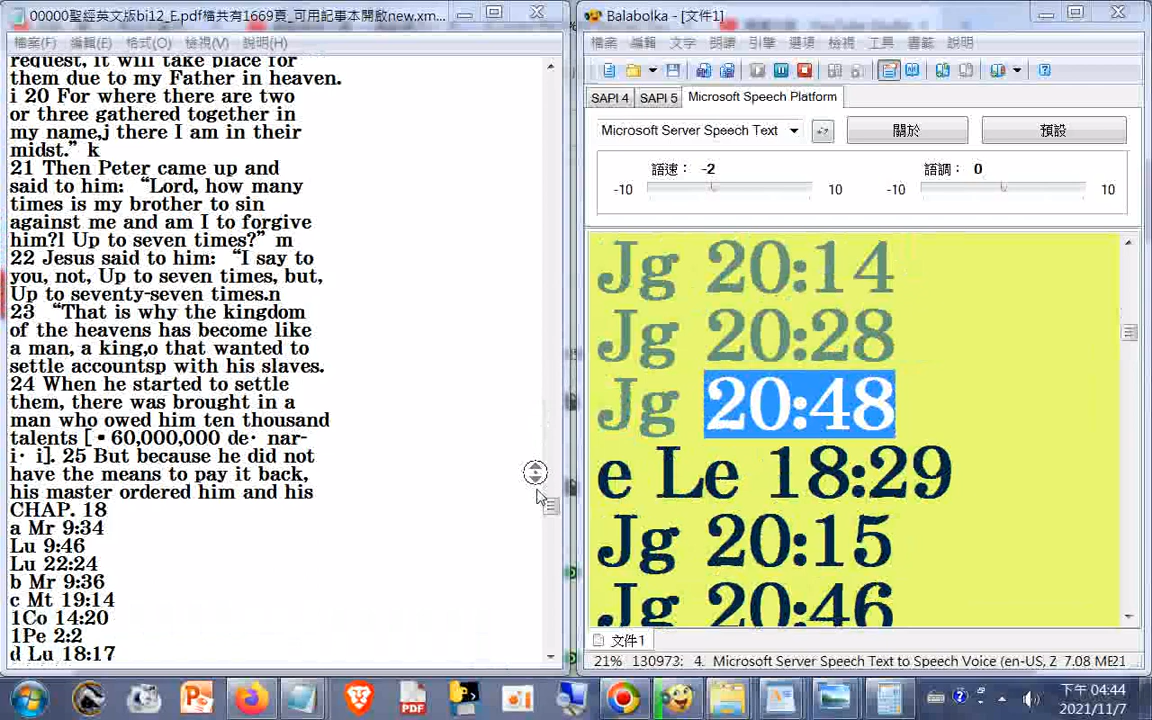 00000聖經英文版bi12_E.pdf檔共有1669頁_可用記事本開啟new.xm...
檔案(F) 編輯(E) 格式(O) 檢視(V) 說明(H)
request, it will take place for
them due to my Father in heaven.
i 20 For where there are two
or three gathered together in
my name,j there I am in their
midst.” k
21 Then Peter came up and
said to him: “Lord, how many
times is my brother to sin
against me and am I to forgive
him?l Up to seven times?” m
22 Jesus said to him: “I say to
you, not, Up to seven times, but,
Up to seventy-seven times.n
23 “That is why the kingdom
of the heavens has become like
a man, a king,o that wanted to
settle accountsp with his slaves.
24 When he started to settle
them, there was brought in a
man who owed him ten thousand
talents [▪60,000,000 de· nar-
i· i]. 25 But because he did not
have the means to pay it back,
his master ordered him and his
CHAP. 18
a Mr 9:34
Lu 9:46
Lu 22:24
b Mr 9:36
c Mt 19:14
1Co 14:20
1Pe 2:2
d Lu 18:17
Balabolka - [文件1]
檔案 編輯 文字 朗讀 引擎 選項 檢視 工具 書籤 說明
SAPI 4 SAPI 5 Microsoft Speech Platform
Microsoft Server Speech Text 關於 預設
語速： -2 語調： 0
-10 10 -10 10
Jg 20:14
Jg 20:28
Jg 20:48
e Le 18:29
Jg 20:15
Jg 20:46
文件1
21% 130973: 4. Microsoft Server Speech Text to Speech Voice (en-US, Z 7.08 ME21
下午 04:44
2021/11/7